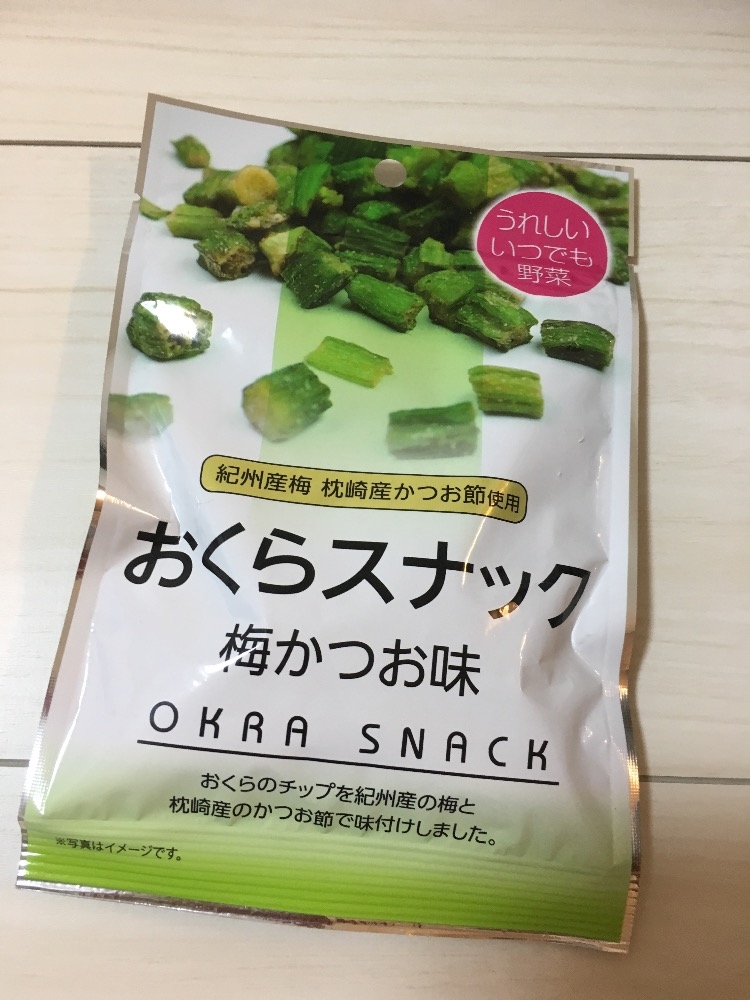 うれしい
いつでも
野菜
紀州産梅 枕崎産かつお節使用
おくらスナック
梅かつお味
OKRA SNACK
おくらのチップを紀州産の梅と
枕崎産のかつお節で味付けしました。
※写真はイメージです。